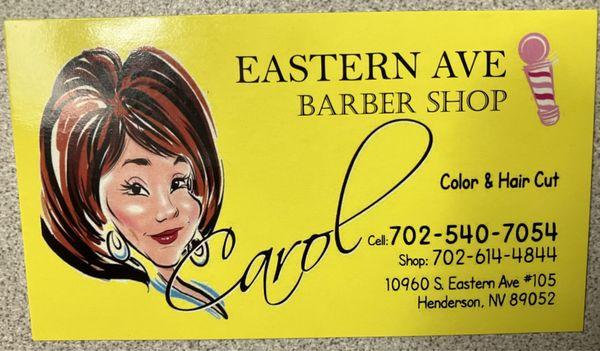 EASTERN AVE
BARBER SHOP
Color & Hair Cut
Carol
Cell: 702-540-7054
Shop: 702-614-4844
10960 S. Eastern Ave #105
Henderson, NV 89052